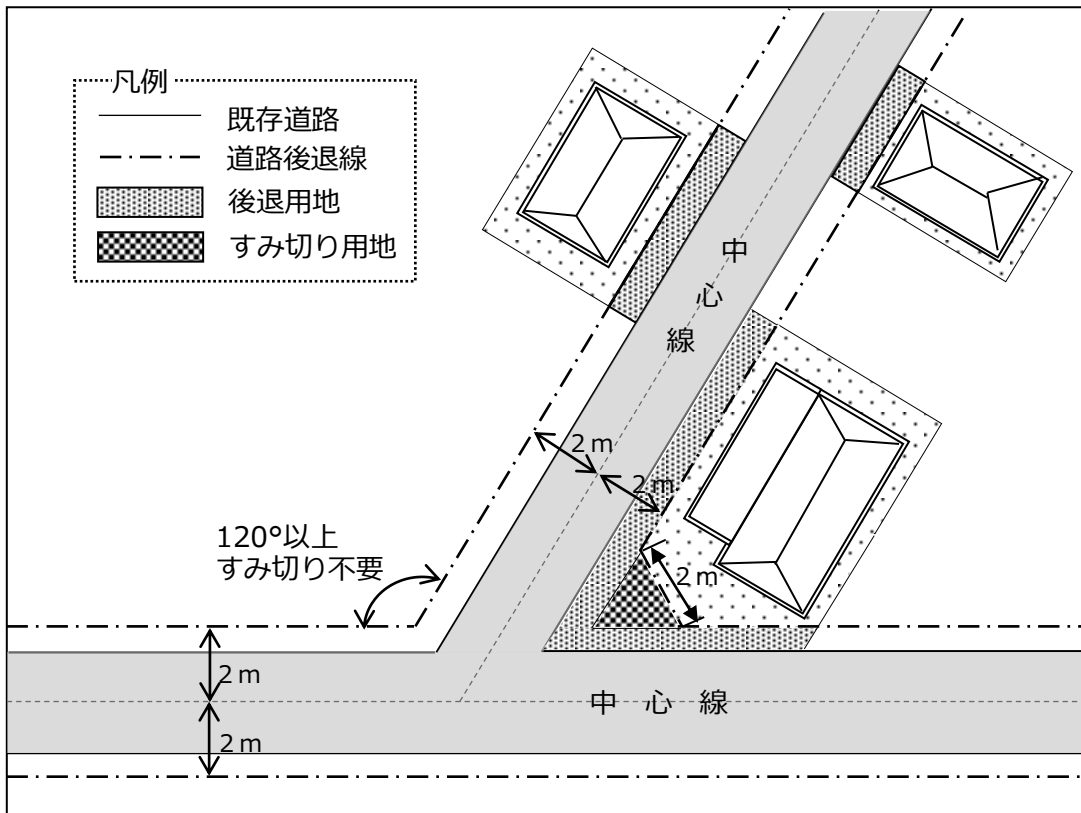 凡例
既存道路
道路後退線
後退用地
すみ切り用地
中
心
線
2ｍ
2ｍ
120°以上
すみ切り不要
2ｍ
2ｍ
中　心　線
2ｍ